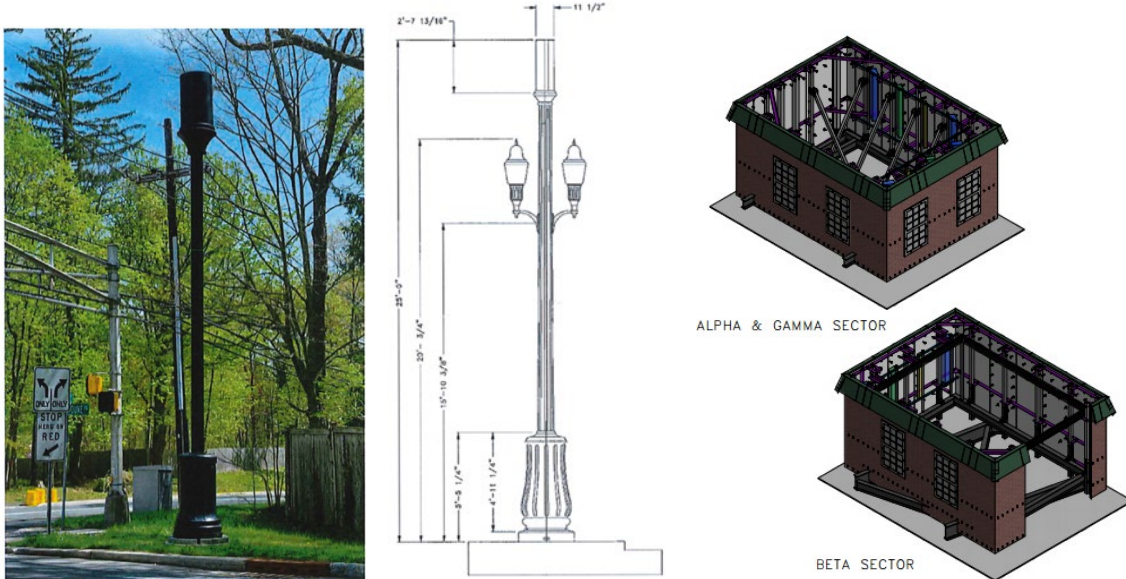 ONLY ONLY
STOP
HERE ON
RED
2'-7 13/16"
11 1/2"
25'-0"
20'- 3/4"
15'-10 3/8"
5'-5 1/4"
4'-11 1/4"
ALPHA & GAMMA SECTOR
BETA SECTOR